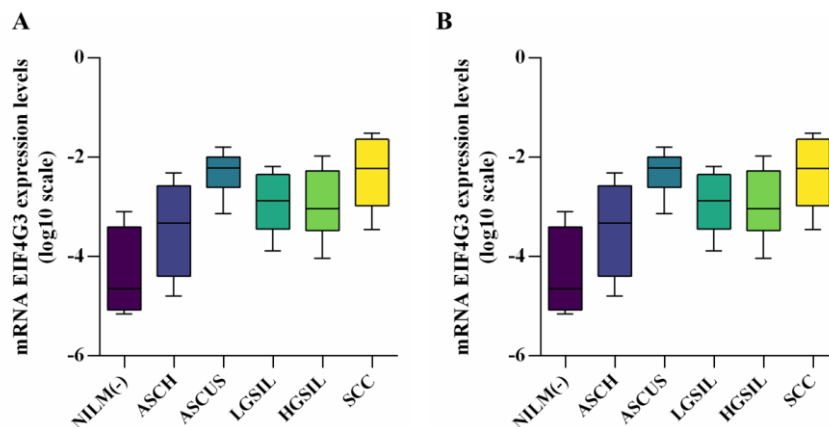 A
mRNA EIF4G3 expression levels
(log10 scale)
0
-2
-4
-6
NILM(-)
ASCH
ASCUS
LGSIL
HGSIL
SCC
B
mRNA EIF4G3 expression levels
(log10 scale)
0
-2
-4
-6
NILM(-)
ASCH
ASCUS
LGSIL
HGSIL
SCC